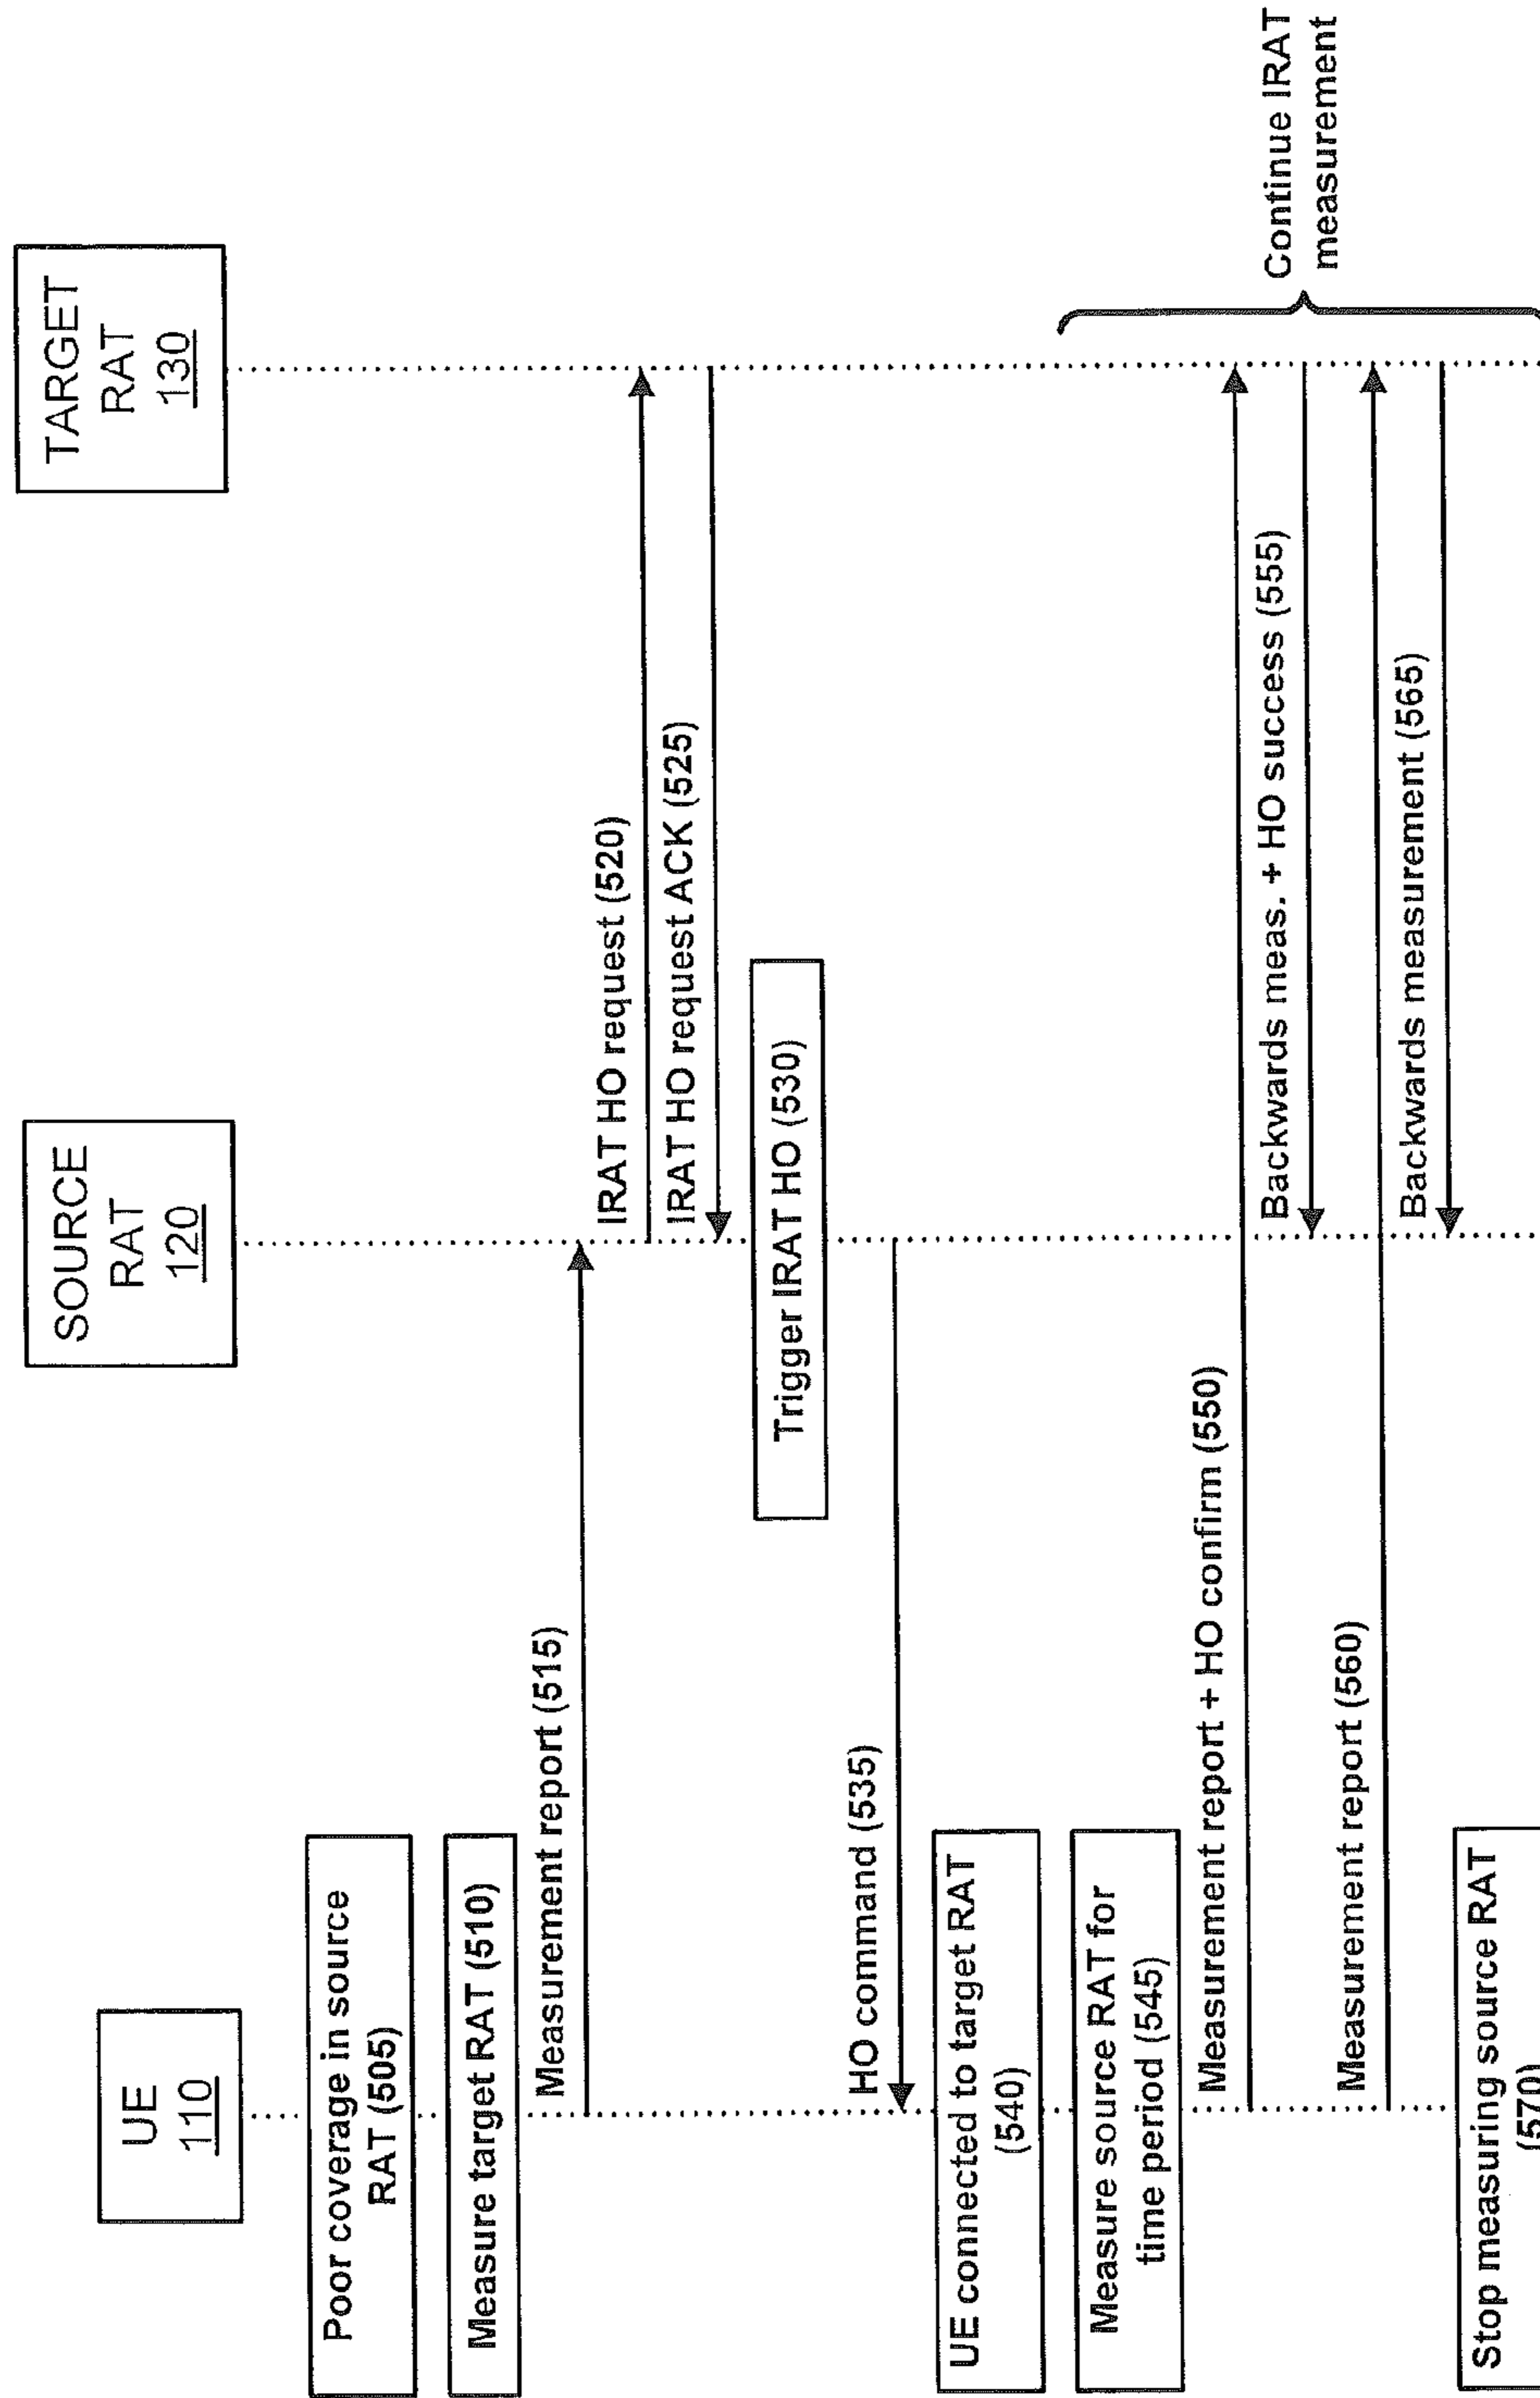 UE
110
SOURCE
RAT
120
TARGET
RAT
130
Poor coverage in source
RAT (505)
Measure target RAT (510)
Measurement report (515)
IRAT HO request (520)
IRAT HO request ACK (525)
Trigger IRAT HO (530)
HO command (535)
UE connected to target RAT
(540)
Measure source RAT for
time period (545)
Measurement report + HO confirm (550)
Backwards meas. + HO success (555)
Continue IRAT
measurement
Measurement report (560)
Backwards measurement (565)
Stop measuring source RAT
(570)